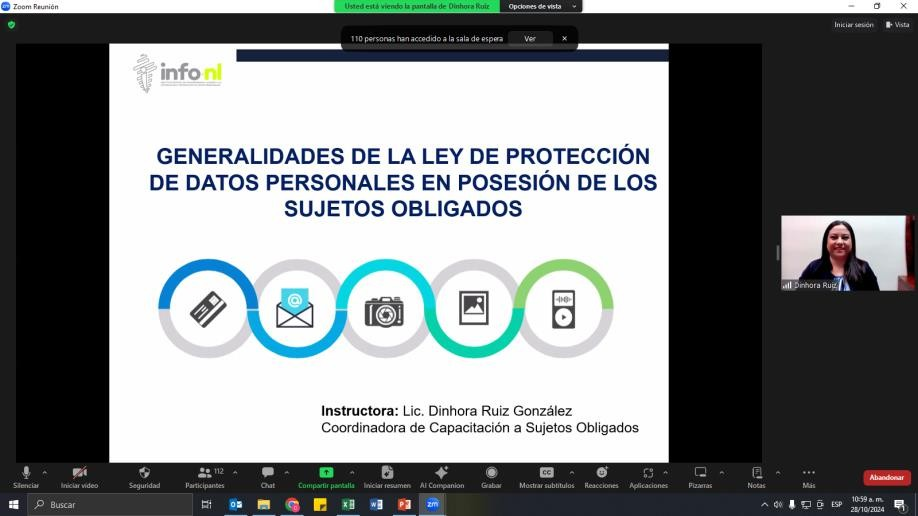 Zoom Reunión
Usted está viendo la pantalla de Dinhora Ruiz
Opciones de vista
110 personas han accedido a la sala de espera
Ver
Iniciar sesión
Vista
info nl
GENERALIDADES DE LA LEY DE PROTECCIÓN
DE DATOS PERSONALES EN POSESIÓN DE LOS
SUJETOS OBLIGADOS
@
Dinhora Ruiz
Instructora: Lic. Dinhora Ruiz González
Coordinadora de Capacitación a Sujetos Obligados
112
CC
Silenciar
Iniciar video
Seguridad
Participantes
Chat
Compartir pantalla
Iniciar resumen
AI Companion
Grabar
Mostrar subtítulos
Reacciones
Aplicaciones
Pizarras
Notas
Más
Abandonar
Buscar
ESP
10:59 a. m.
28/10/2024